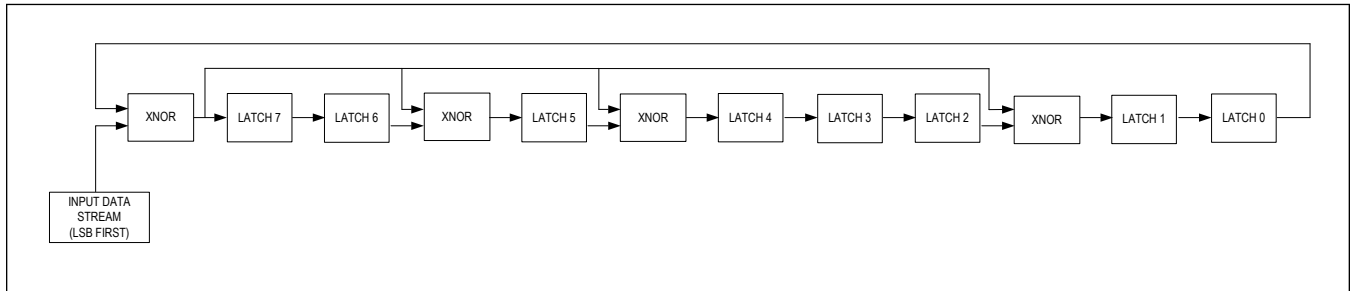 XNOR
LATCH 7
LATCH 6
XNOR
LATCH 5
XNOR
LATCH 4
LATCH 3
LATCH 2
XNOR
LATCH 1
LATCH 0
INPUT DATA
STREAM
(LSB FIRST)